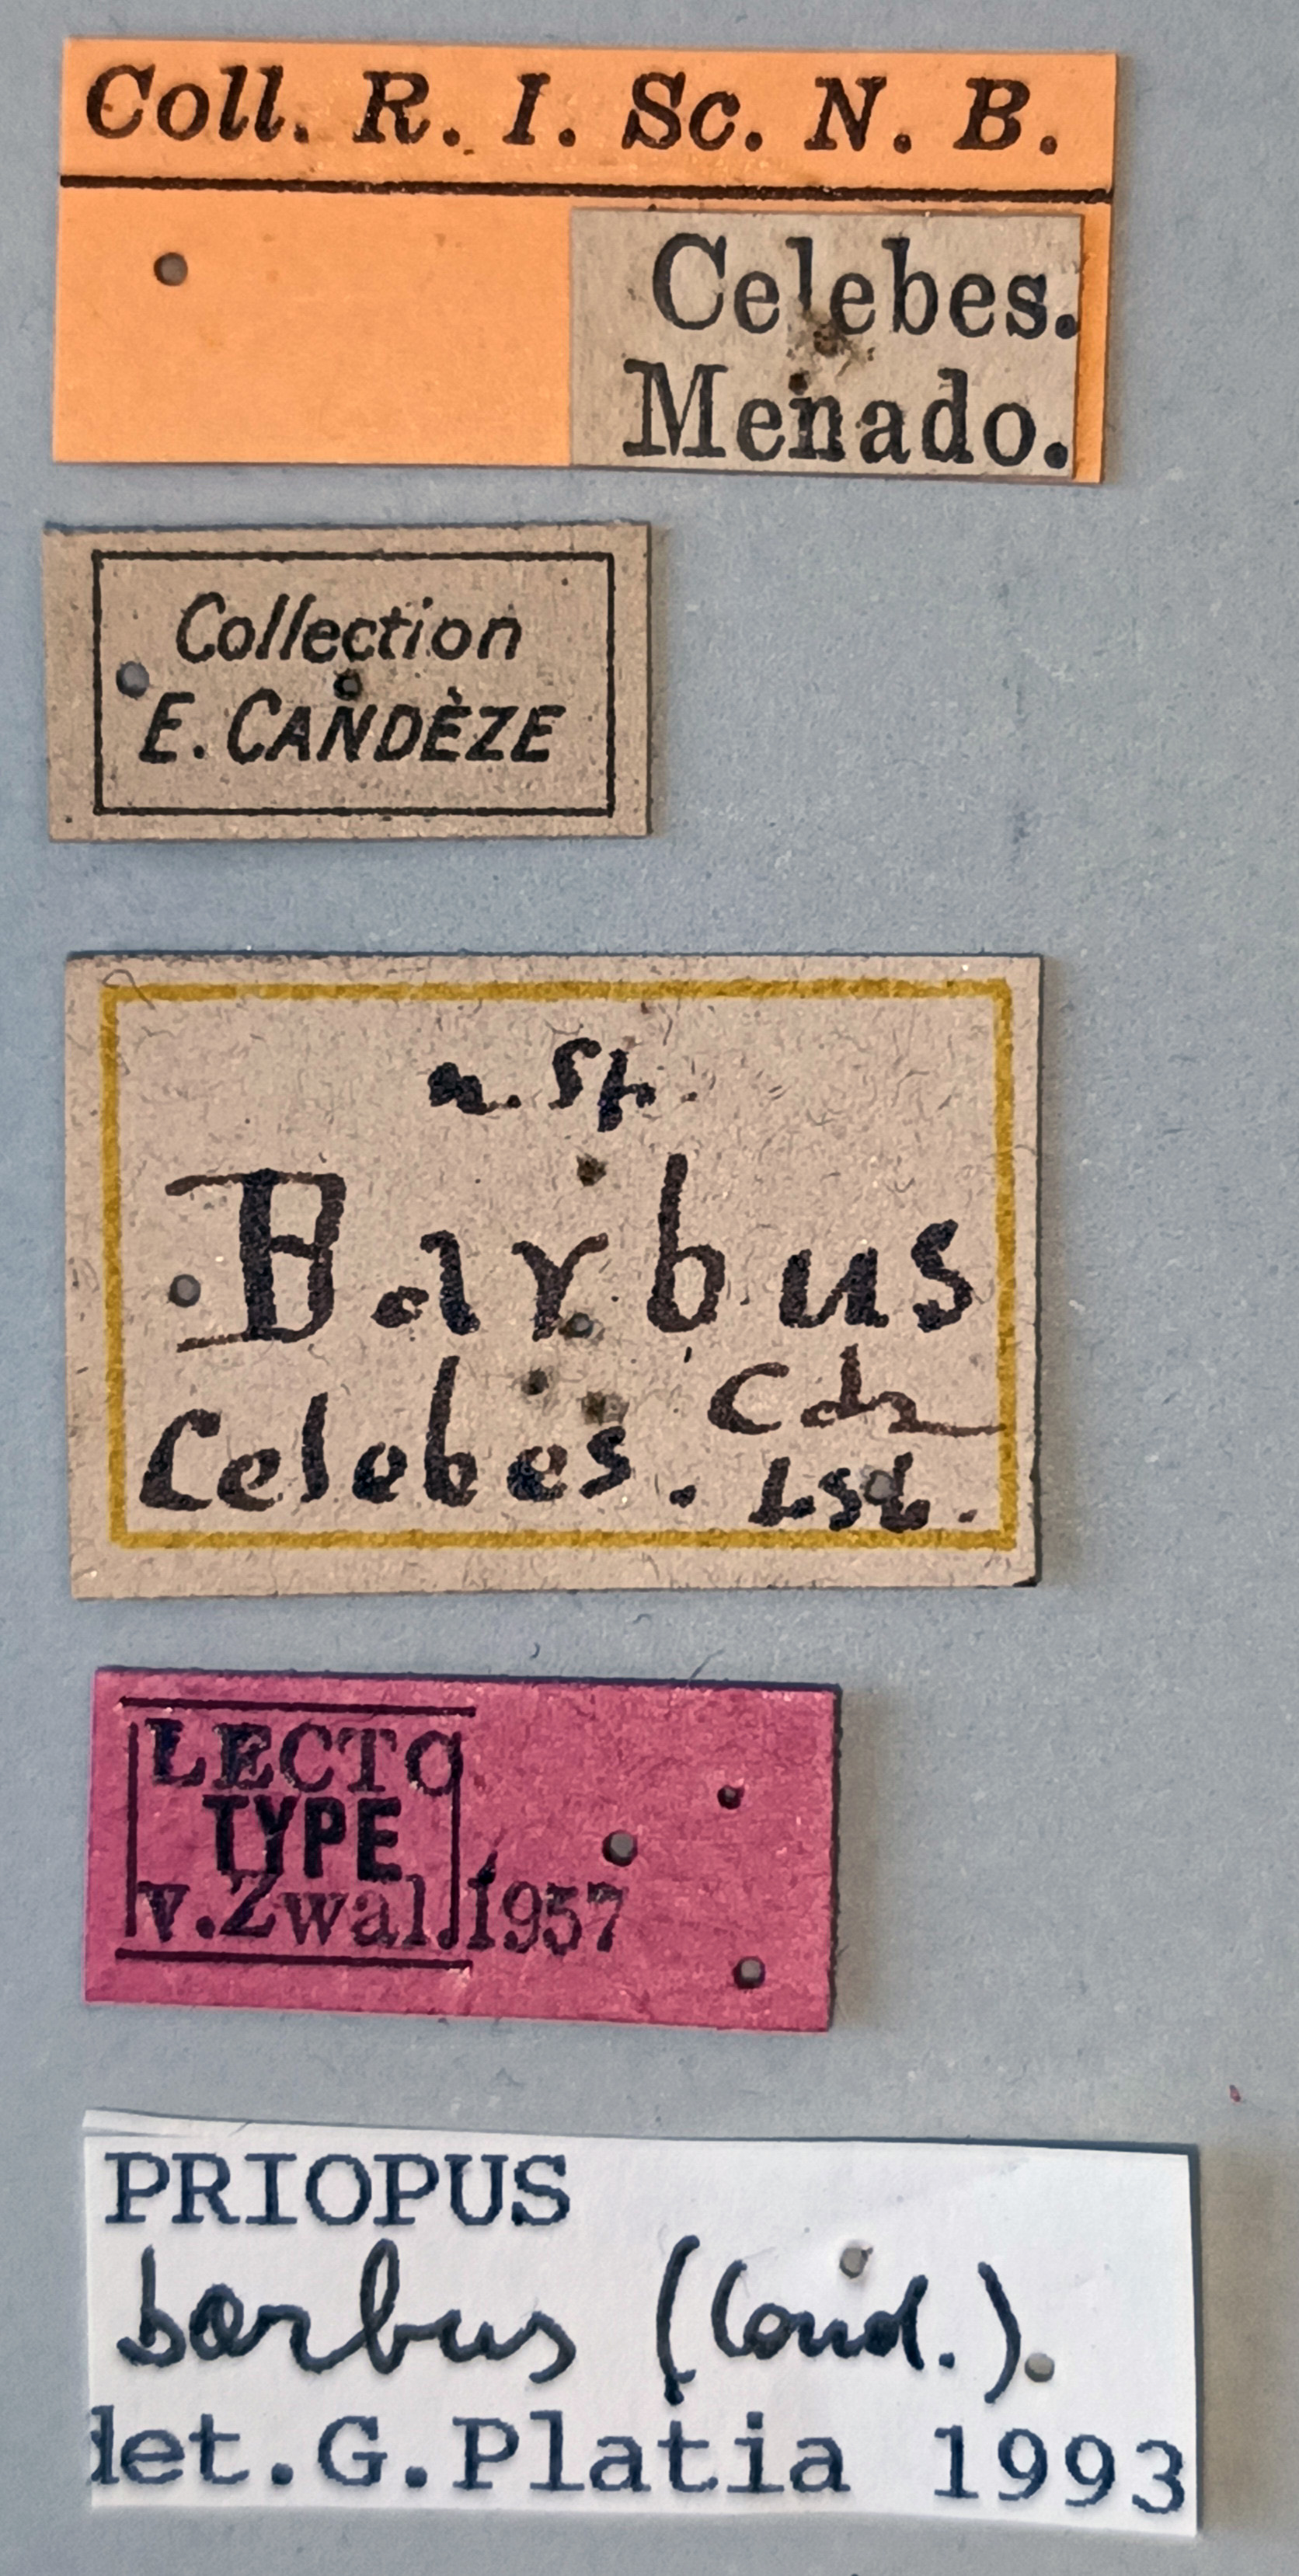 Coll. R. I. Sc. N. B.
Celebes.
Menado.
Collection
E. CANDÈZE
n. sp.
Barbus
Cdz
Celebes.
LECTO
TYPE
v.Zwal. 1957
PRIOPUS
barbus (Cand.).
det.G.Platia 1993